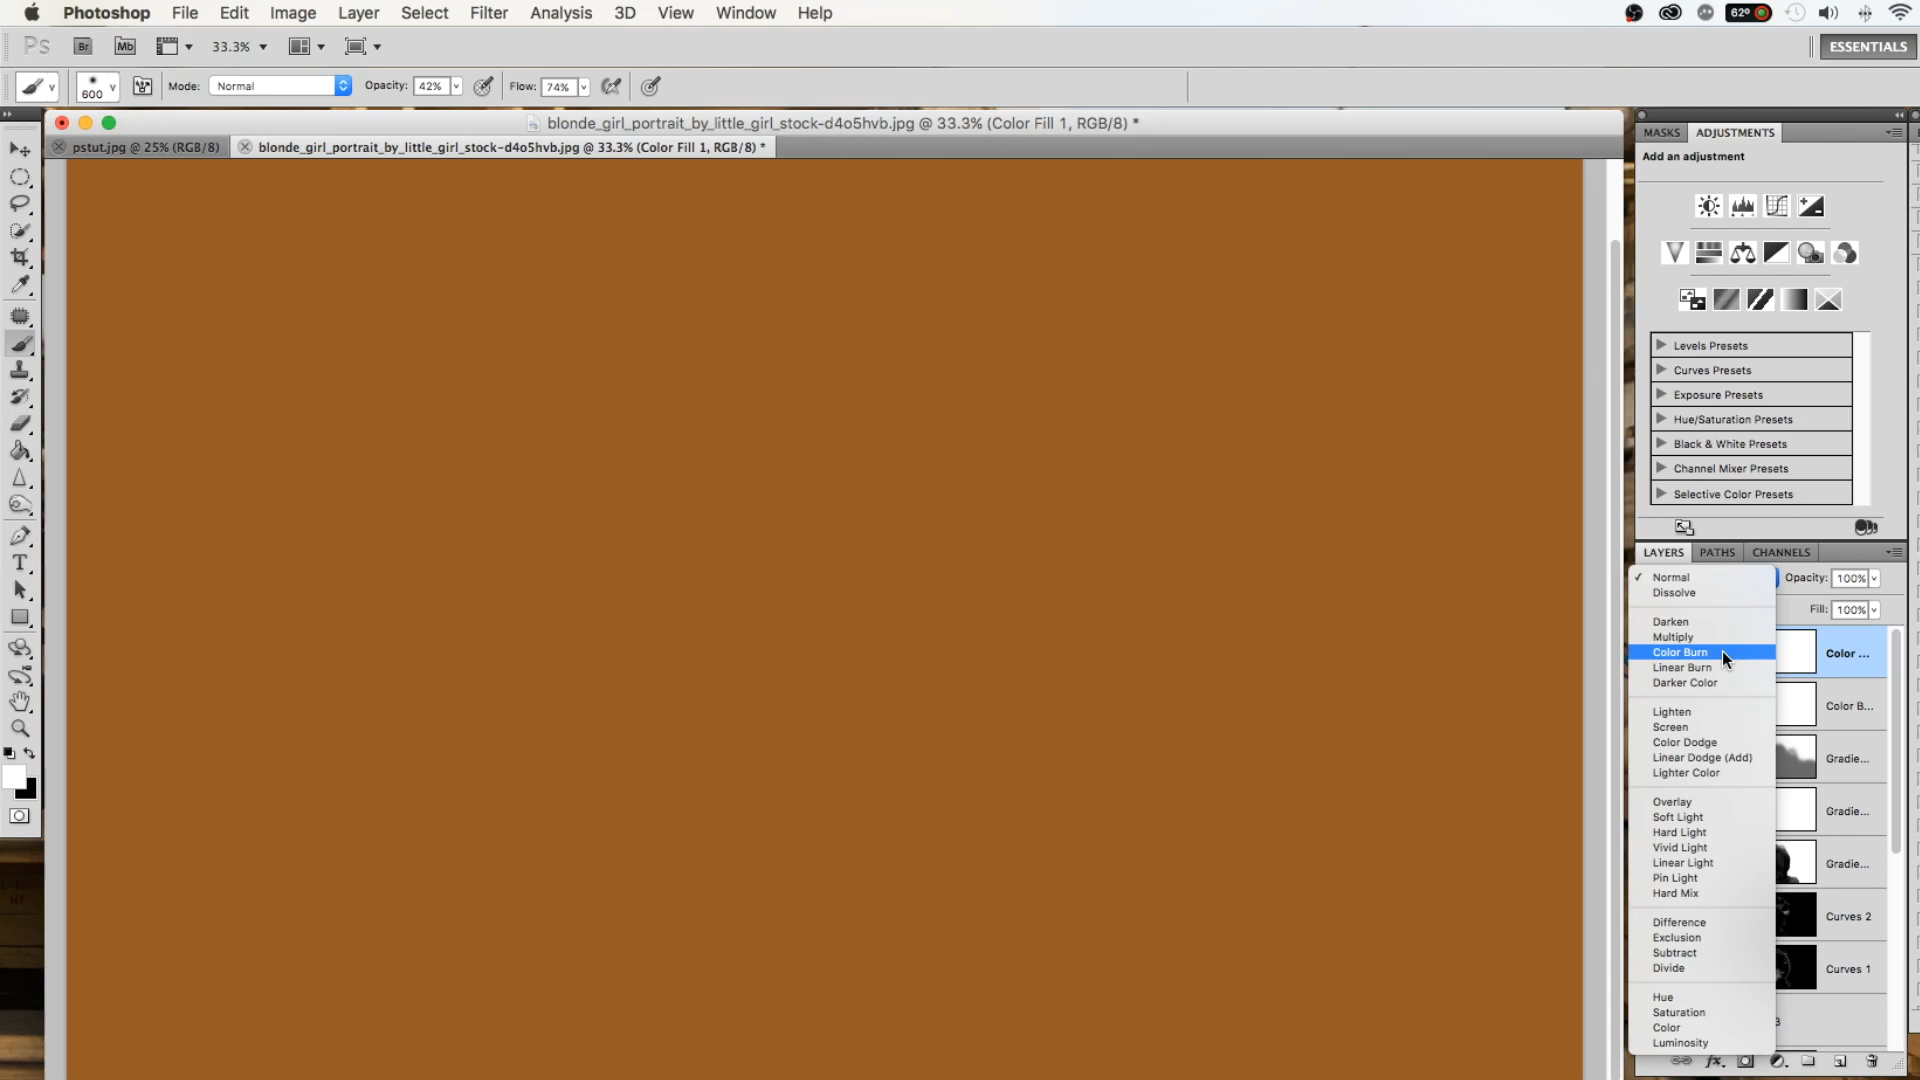 Photoshop File Edit Image Layer Select Filter Analysis 3D View Window Help 62°
Ps Br Mb 33.3% ESSENTIALS
600 Mode: Normal Opacity: 42% Flow: 74%
blonde_girl_portrait_by_little_girl_stock-d4o5hvb.jpg @ 33.3% (Color Fill 1, RGB/8) *
pstut.jpg @ 25% (RGB/8) blonde_girl_portrait_by_little_girl_stock-d4o5hvb.jpg @ 33.3% (Color Fill 1, RGB/8) *
MASKS ADJUSTMENTS
Add an adjustment
Levels Presets
Curves Presets
Exposure Presets
Hue/Saturation Presets
Black & White Presets
Channel Mixer Presets
Selective Color Presets
LAYERS PATHS CHANNELS
✓ Normal Opacity: 100%
Dissolve
Fill: 100%
Darken
Multiply
Color Burn Color ...
Linear Burn
Darker Color
Color B...
Lighten
Screen
Color Dodge
Linear Dodge (Add) Gradie...
Lighter Color
Overlay
Soft Light Gradie...
Hard Light
Vivid Light
Linear Light Gradie...
Pin Light
Hard Mix
Difference Curves 2
Exclusion
Subtract
Divide Curves 1
Hue
Saturation
Color
Luminosity
fx